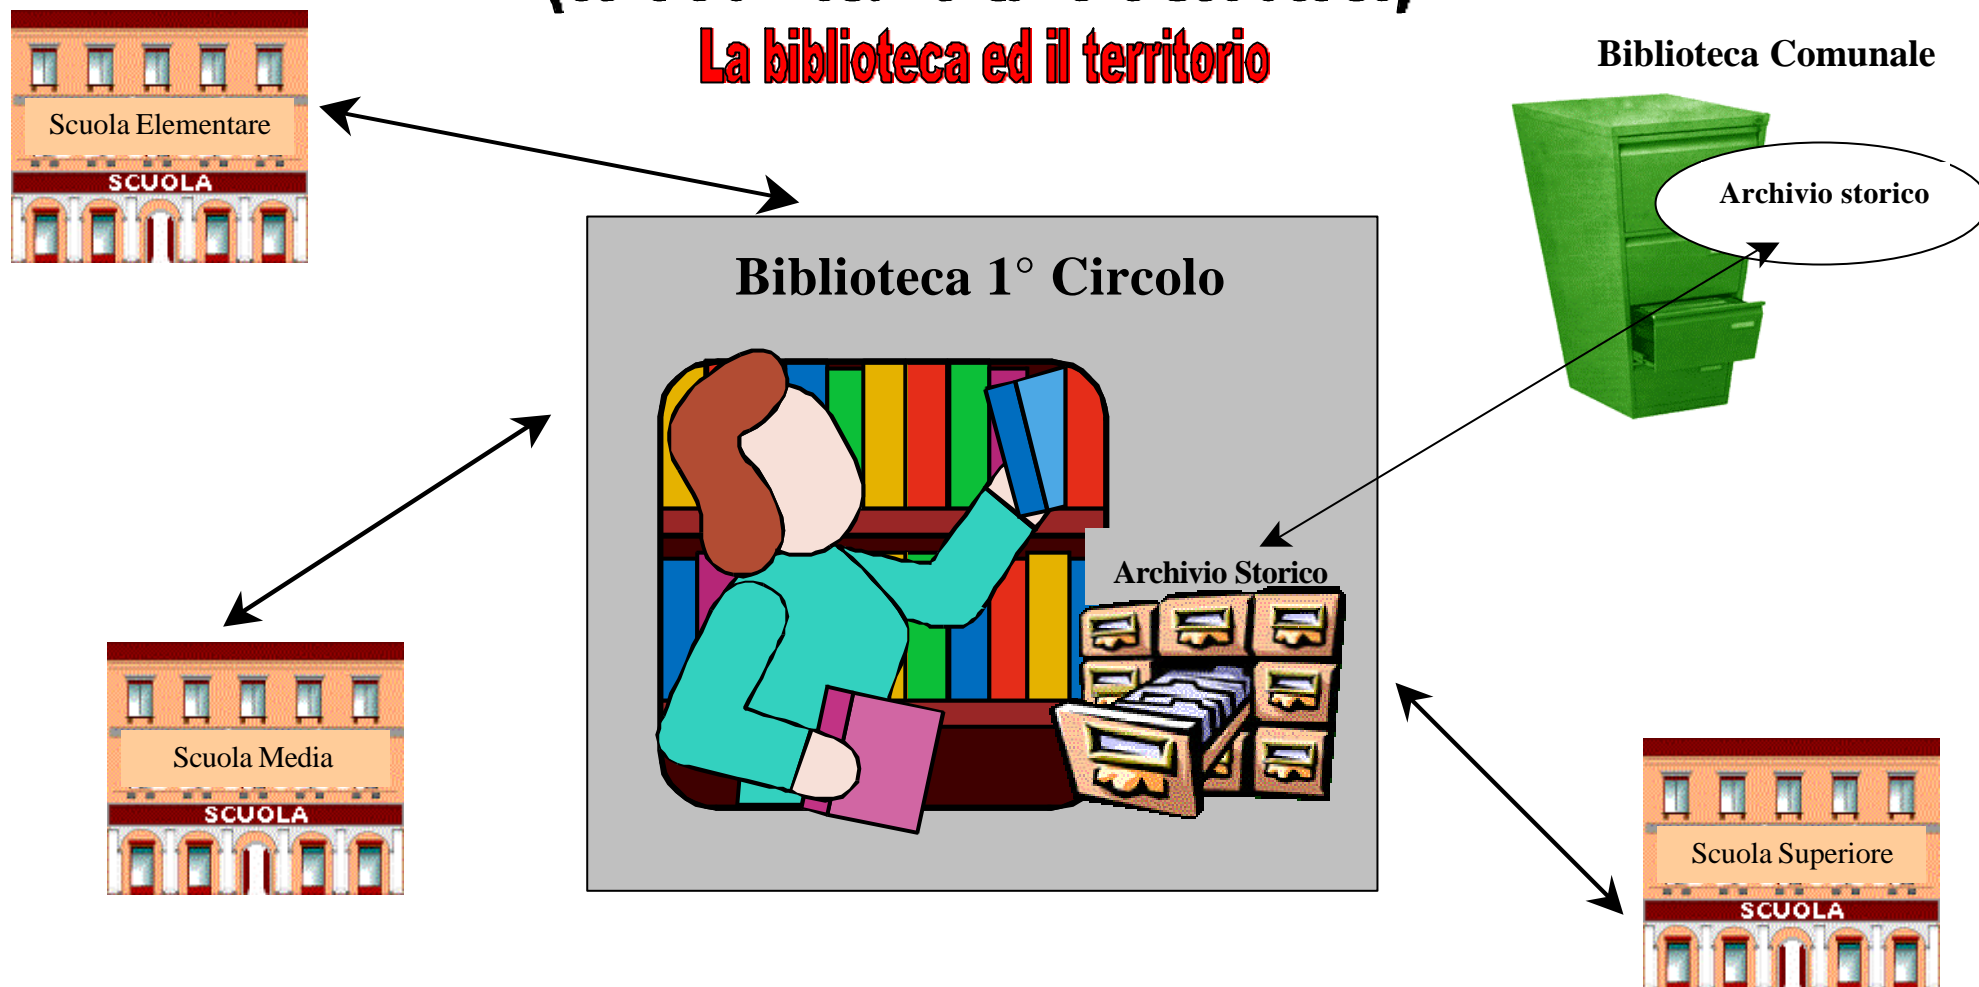 La biblioteca ed il territorio
Biblioteca Comunale
Scuola Elementare
SCUOLA
Archivio storico
Biblioteca 1° Circolo
Archivio Storico
Scuola Media
SCUOLA
Scuola Superiore
SCUOLA